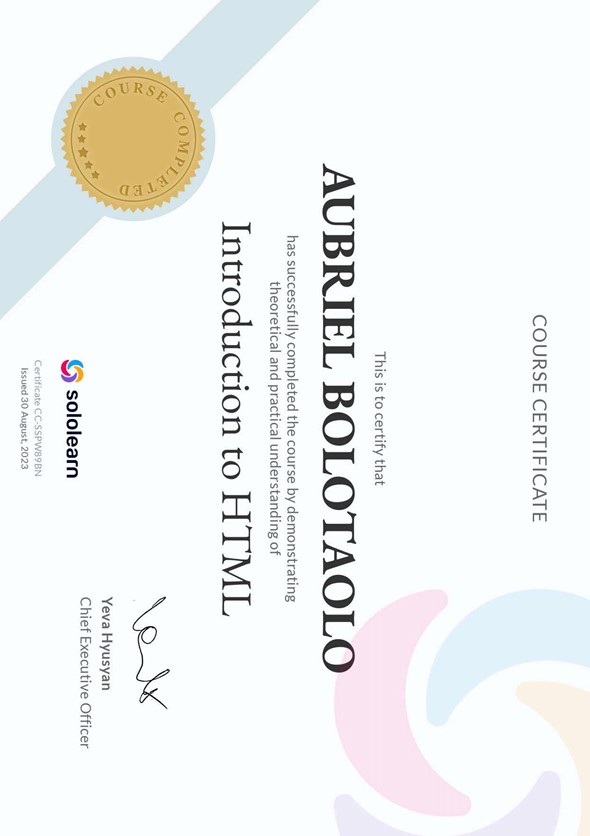 COURSE CERTIFICATE
This is to certify that
AUBRIEL BOLOTAOLO
has successfully completed the course by demonstrating
theoretical and practical understanding of
Introduction to HTML
COURSE COMPLETED
Yeva Hyusyan
Chief Executive Officer
sololearn
Certificate CC-SSPW89BN
Issued 30 August, 2023